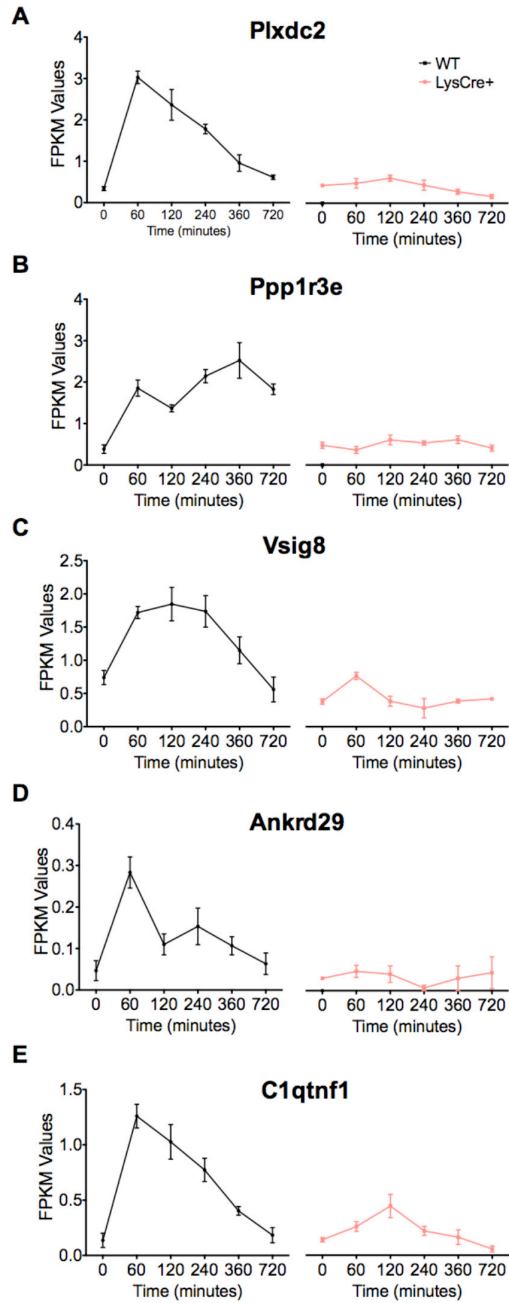 A
Plxdc2
WT
LysCre+
FPKM Values
4
3
2
1
0
0 60 120 240 360 720 0 60 120 240 360 720
Time (minutes) Time (minutes)
B
Ppp1r3e
FPKM Values
4
3
2
1
0
0 60 120 240 360 720 0 60 120 240 360 720
Time (minutes) Time (minutes)
C
Vsig8
FPKM Values
2.5
2.0
1.5
1.0
0.5
0.0
0 60 120 240 360 720 0 60 120 240 360 720
Time (minutes) Time (minutes)
D
Ankrd29
FPKM Values
0.4
0.3
0.2
0.1
0.0
0 60 120 240 360 720 0 60 120 240 360 720
Time (minutes) Time (minutes)
E
C1qtnf1
FPKM Values
1.5
1.0
0.5
0.0
0 60 120 240 360 720 0 60 120 240 360 720
Time (minutes) Time (minutes)